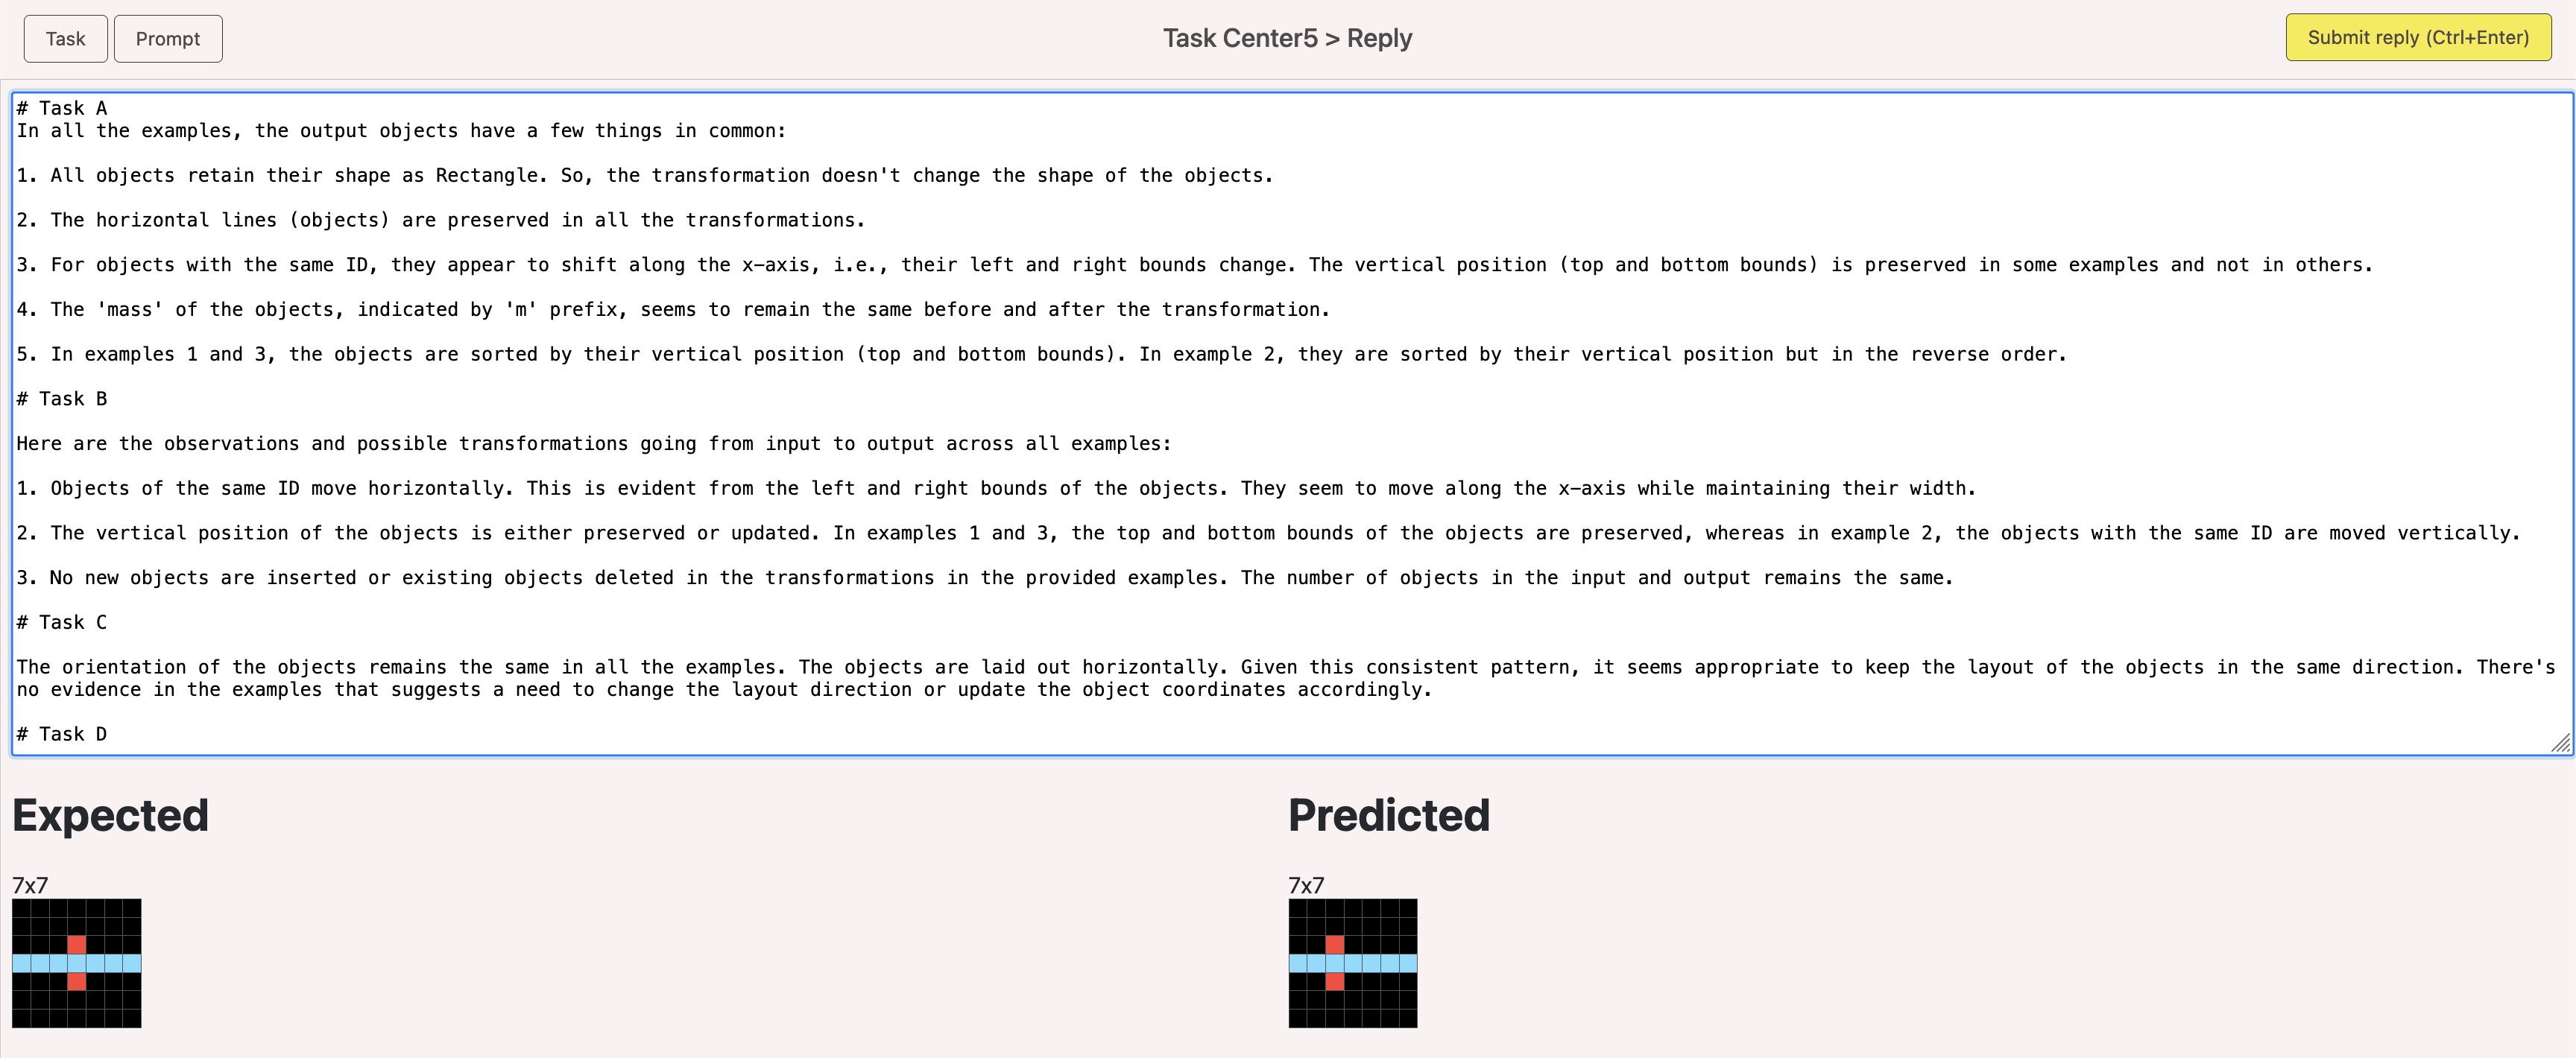 Task
Prompt
Task Center5 > Reply
Submit reply (Ctrl+Enter)
# Task A
In all the examples, the output objects have a few things in common:
1. All objects retain their shape as Rectangle. So, the transformation doesn't change the shape of the objects.
2. The horizontal lines (objects) are preserved in all the transformations.
3. For objects with the same ID, they appear to shift along the x-axis, i.e., their left and right bounds change. The vertical position (top and bottom bounds) is preserved in some examples and not in others.
4. The 'mass' of the objects, indicated by 'm' prefix, seems to remain the same before and after the transformation.
5. In examples 1 and 3, the objects are sorted by their vertical position (top and bottom bounds). In example 2, they are sorted by their vertical position but in the reverse order.
# Task B
Here are the observations and possible transformations going from input to output across all examples:
1. Objects of the same ID move horizontally. This is evident from the left and right bounds of the objects. They seem to move along the x-axis while maintaining their width.
2. The vertical position of the objects is either preserved or updated. In examples 1 and 3, the top and bottom bounds of the objects are preserved, whereas in example 2, the objects with the same ID are moved vertically.
3. No new objects are inserted or existing objects deleted in the transformations in the provided examples. The number of objects in the input and output remains the same.
# Task C
The orientation of the objects remains the same in all the examples. The objects are laid out horizontally. Given this consistent pattern, it seems appropriate to keep the layout of the objects in the same direction. There's
no evidence in the examples that suggests a need to change the layout direction or update the object coordinates accordingly.
# Task D
Expected
Predicted
7x7
7x7